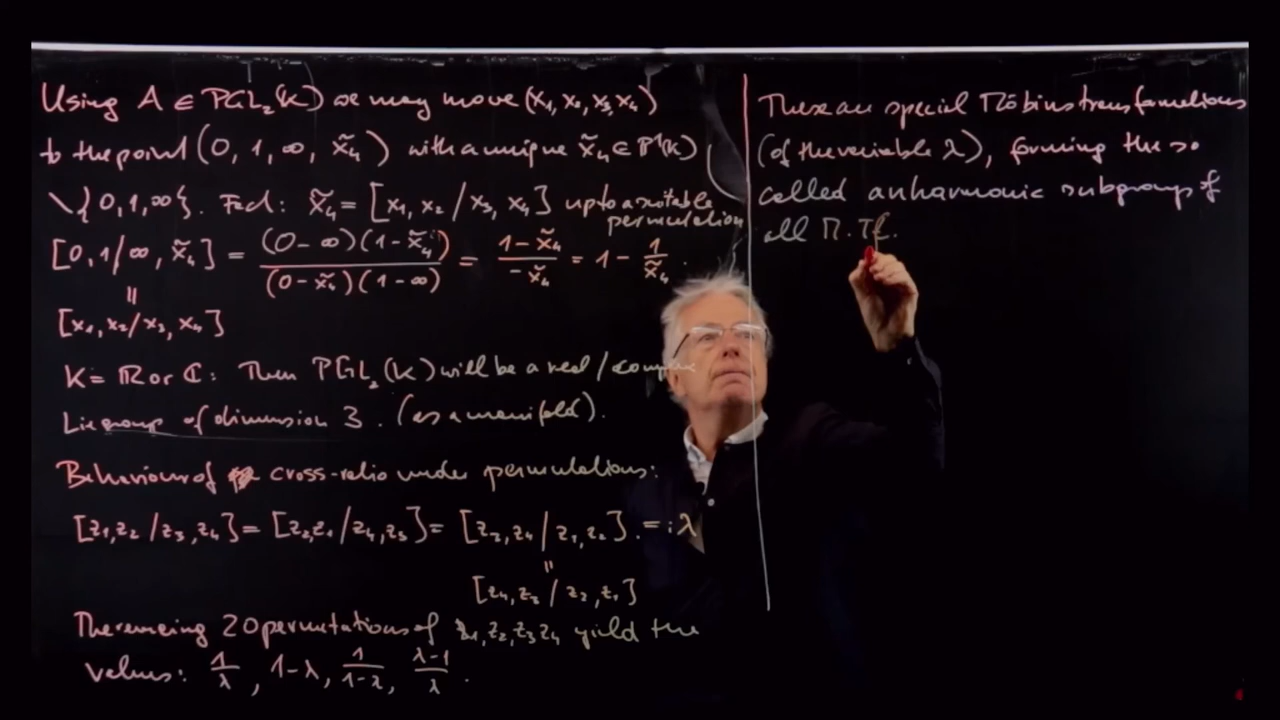 Using A ∈ PGL₂(K) we may move (x₁, x₂, x₃, x₄)
to the point (0, 1, ∞, x̃₄) with a unique x̃₄ ∈ P¹(K)
\{0,1,∞}. Fact: x̃₄ = [x₁, x₂ / x₃, x₄] up to a suitable
permutation
[0, 1 / ∞, x̃₄] = (0-∞)(1-x̃₄) / (0-x̃₄)(1-∞) = 1-x̃₄ / -x̃₄ = 1 - 1/x̃₄ .
=
[x₁, x₂ / x₃, x₄]
K = ℝ or ℂ: Then PGL₂(K) will be a real / complex
Lie group of dimension 3. (as a manifold).
Behaviour of cross-ratio under permutations:
[z₁, z₂ / z₃, z₄] = [z₂, z₁ / z₄, z₃] = [z₃, z₄ / z₁, z₂]. =: λ
=
[z₄, z₃ / z₂, z₁]
The remaining 20 permutations of z₁, z₂, z₃ z₄ yield the
values: 1/λ, 1-λ, 1/1-λ, λ-1/λ .
These are special Möbius transformations
(of the variable λ), forming the so
called anharmonic subgroup of
all M. Tf.